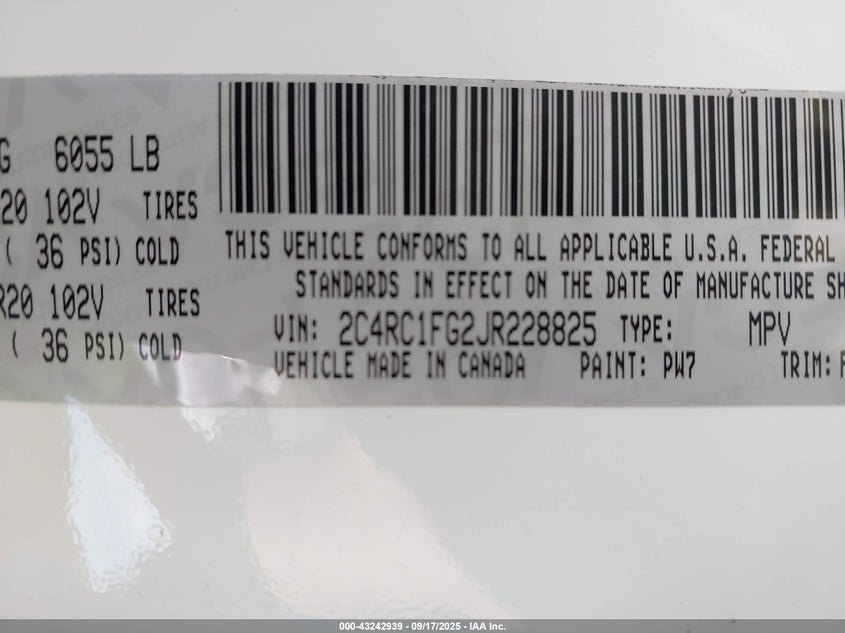 G 6055 LB
20 102V TIRES
( 36 PSI) COLD
R20 102V TIRES
( 36 PSI) COLD
THIS VEHICLE CONFORMS TO ALL APPLICABLE U.S.A. FEDERAL
STANDARDS IN EFFECT ON THE DATE OF MANUFACTURE SH
VIN: 2C4RC1FG2JR228825 TYPE: MPV
VEHICLE MADE IN CANADA PAINT: PW7 TRIM:
000-43242939 - 09/17/2025 - IAA Inc.